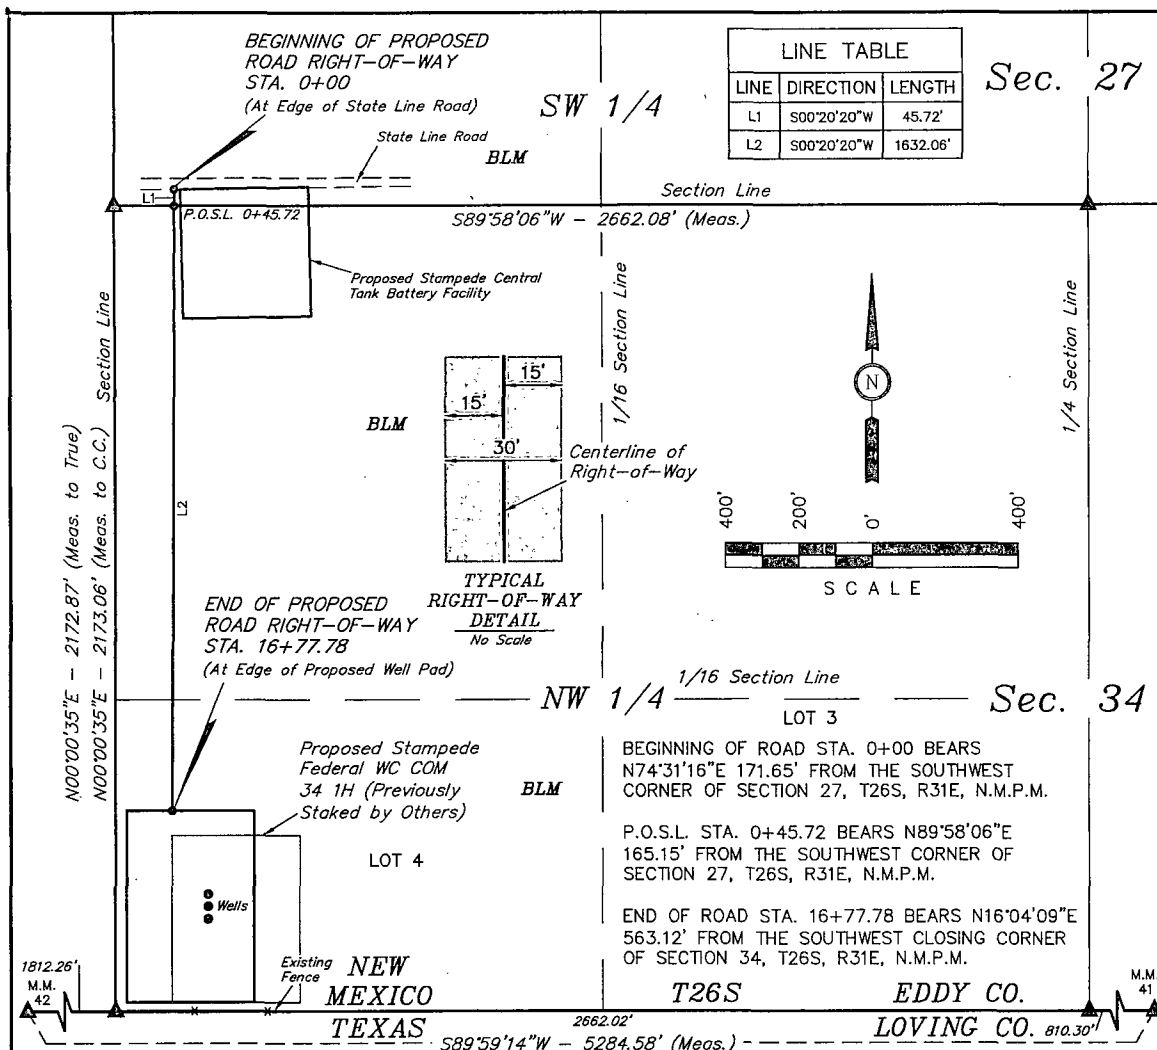 BEGINNING OF PROPOSED
ROAD RIGHT-OF-WAY
STA. 0+00
(At Edge of State Line Road)
State Line Road
SW 1/4
BLM
LINE TABLE
LINE DIRECTION LENGTH
L1 S00°20'20"W 45.72'
L2 S00°20'20"W 1632.06'
Sec. 27
L1
P.O.S.L. 0+45.72
Section Line
S89°58'06"W - 2662.08' (Meas.)
Proposed Stampede Central
Tank Battery Facility
Section Line
1/16 Section Line
1/4 Section Line
N00°00'35"E - 2172.87' (Meas. to True)
N00°00'35"E - 2173.06' (Meas. to C.C.)
L2
BLM
15'
15'
30'
Centerline of
Right-of-Way
TYPICAL
RIGHT-OF-WAY
DETAIL
No Scale
N
400'
200'
0'
400'
SCALE
END OF PROPOSED
ROAD RIGHT-OF-WAY
STA. 16+77.78
(At Edge of Proposed Well Pad)
1/16 Section Line
NW 1/4
LOT 3
Sec. 34
Proposed Stampede
Federal WC COM
34 1H (Previously
Staked by Others)
BLM
LOT 4
Wells
BEGINNING OF ROAD STA. 0+00 BEARS
N74°31'16"E 171.65' FROM THE SOUTHWEST
CORNER OF SECTION 27, T26S, R31E, N.M.P.M.
P.O.S.L. STA. 0+45.72 BEARS N89°58'06"E
165.15' FROM THE SOUTHWEST CORNER OF
SECTION 27, T26S, R31E, N.M.P.M.
END OF ROAD STA. 16+77.78 BEARS N16°04'09"E
563.12' FROM THE SOUTHWEST CLOSING CORNER
OF SECTION 34, T26S, R31E, N.M.P.M.
1812.26'
M.M.
42
Existing
Fence
NEW
MEXICO
TEXAS
T26S
EDDY CO.
LOVING CO.
M.M.
41
810.30'
2662.02'
S89°59'14"W - 5284.58' (Meas.)